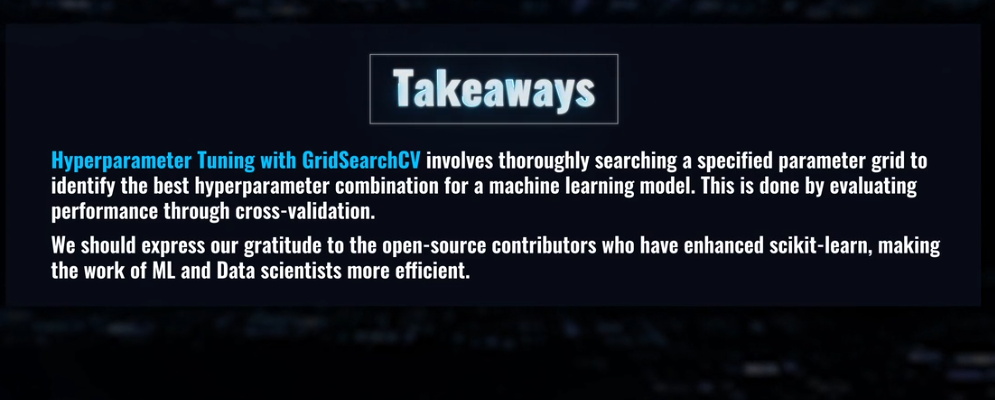 Takeaways
Hyperparameter Tuning with GridSearchCV involves thoroughly searching a specified parameter grid to
identify the best hyperparameter combination for a machine learning model. This is done by evaluating
performance through cross-validation.
We should express our gratitude to the open-source contributors who have enhanced scikit-learn, making
the work of ML and Data scientists more efficient.